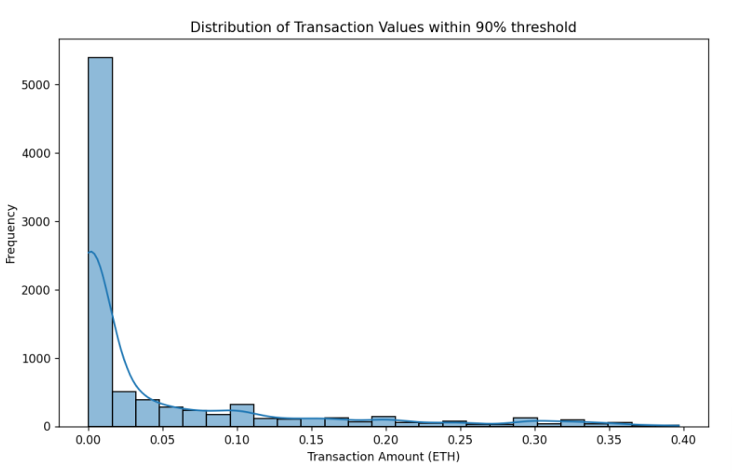 Distribution of Transaction Values within 90% threshold
Frequency
5000
4000
3000
2000
1000
0
0.00 0.05 0.10 0.15 0.20 0.25 0.30 0.35 0.40
Transaction Amount (ETH)